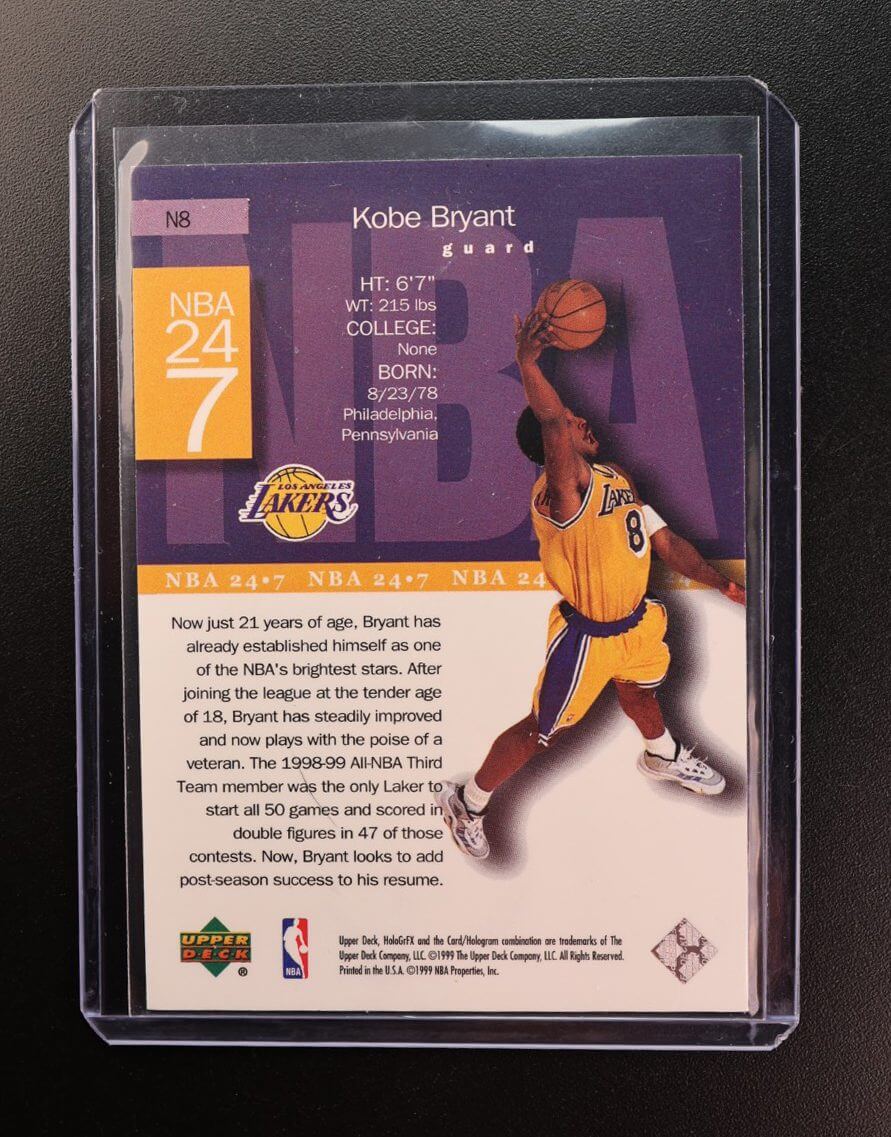 N8
Kobe Bryant
guard
NBA
24
7
HT: 6'7"
WT: 215 lbs
COLLEGE:
None
BORN:
8/23/78
Philadelphia,
Pennsylvania
LOS ANGELES
LAKERS
NBA
LAKE
8
NBA 24•7 NBA 24•7 NBA 24
Now just 21 years of age, Bryant has
already established himself as one
of the NBA's brightest stars. After
joining the league at the tender age
of 18, Bryant has steadily improved
and now plays with the poise of a
veteran. The 1998-99 All-NBA Third
Team member was the only Laker to
start all 50 games and scored in
double figures in 47 of those
contests. Now, Bryant looks to add
post-season success to his resume.
UPPER
DECK
®
NBA
Upper Deck, HoloGrFX and the Card/Hologram combination are trademarks of The
Upper Deck Company, LLC. ©1999 The Upper Deck Company, LLC. All Rights Reserved.
Printed in the U.S.A. ©1999 NBA Properties, Inc.